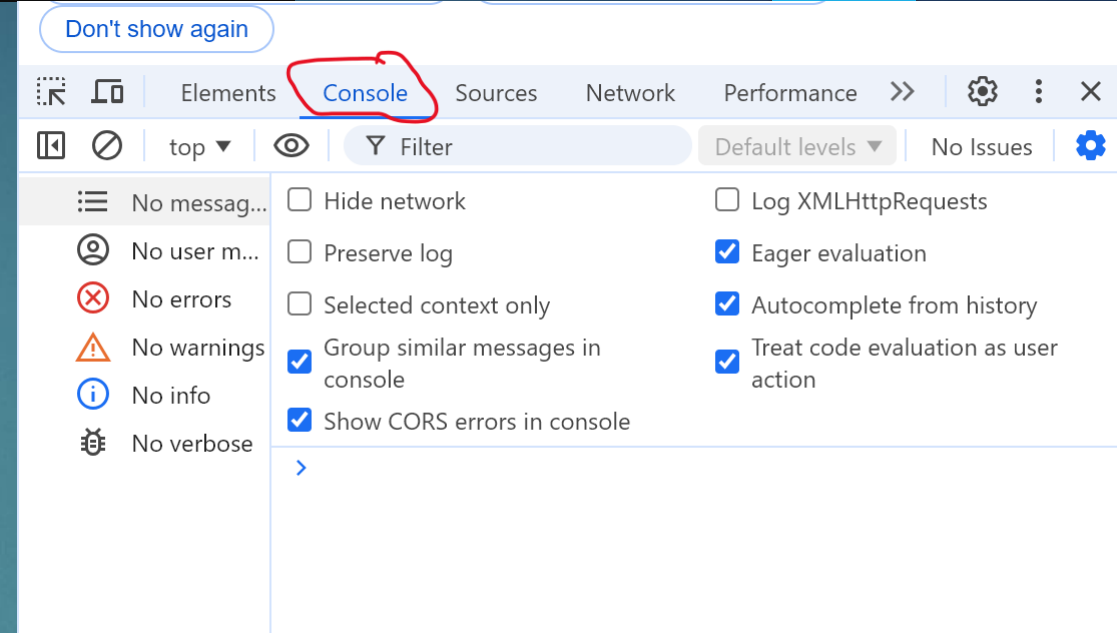 Don't show again
Elements Console Sources Network Performance
top Filter Default levels No Issues
No messag...
No user m...
No errors
No warnings
No info
No verbose
Hide network
Log XMLHttpRequests
Preserve log
Eager evaluation
Selected context only
Autocomplete from history
Group similar messages in
console
Treat code evaluation as user
action
Show CORS errors in console